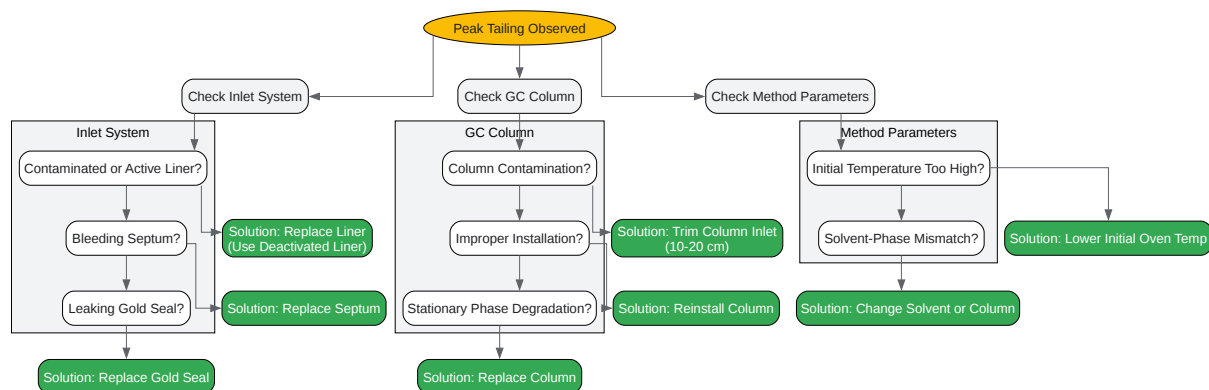 Peak Tailing Observed
Check Inlet System
Check GC Column
Check Method Parameters
Inlet System
GC Column
Method Parameters
Contaminated or Active Liner?
Column Contamination?
Initial Temperature Too High?
Bleeding Septum?
Solution: Replace Liner
(Use Deactivated Liner)
Improper Installation?
Solution: Trim Column Inlet
(10-20 cm)
Solvent-Phase Mismatch?
Solution: Lower Initial Oven Temp
Leaking Gold Seal?
Solution: Replace Septum
Stationary Phase Degradation?
Solution: Reinstall Column
Solution: Change Solvent or Column
Solution: Replace Gold Seal
Solution: Replace Column